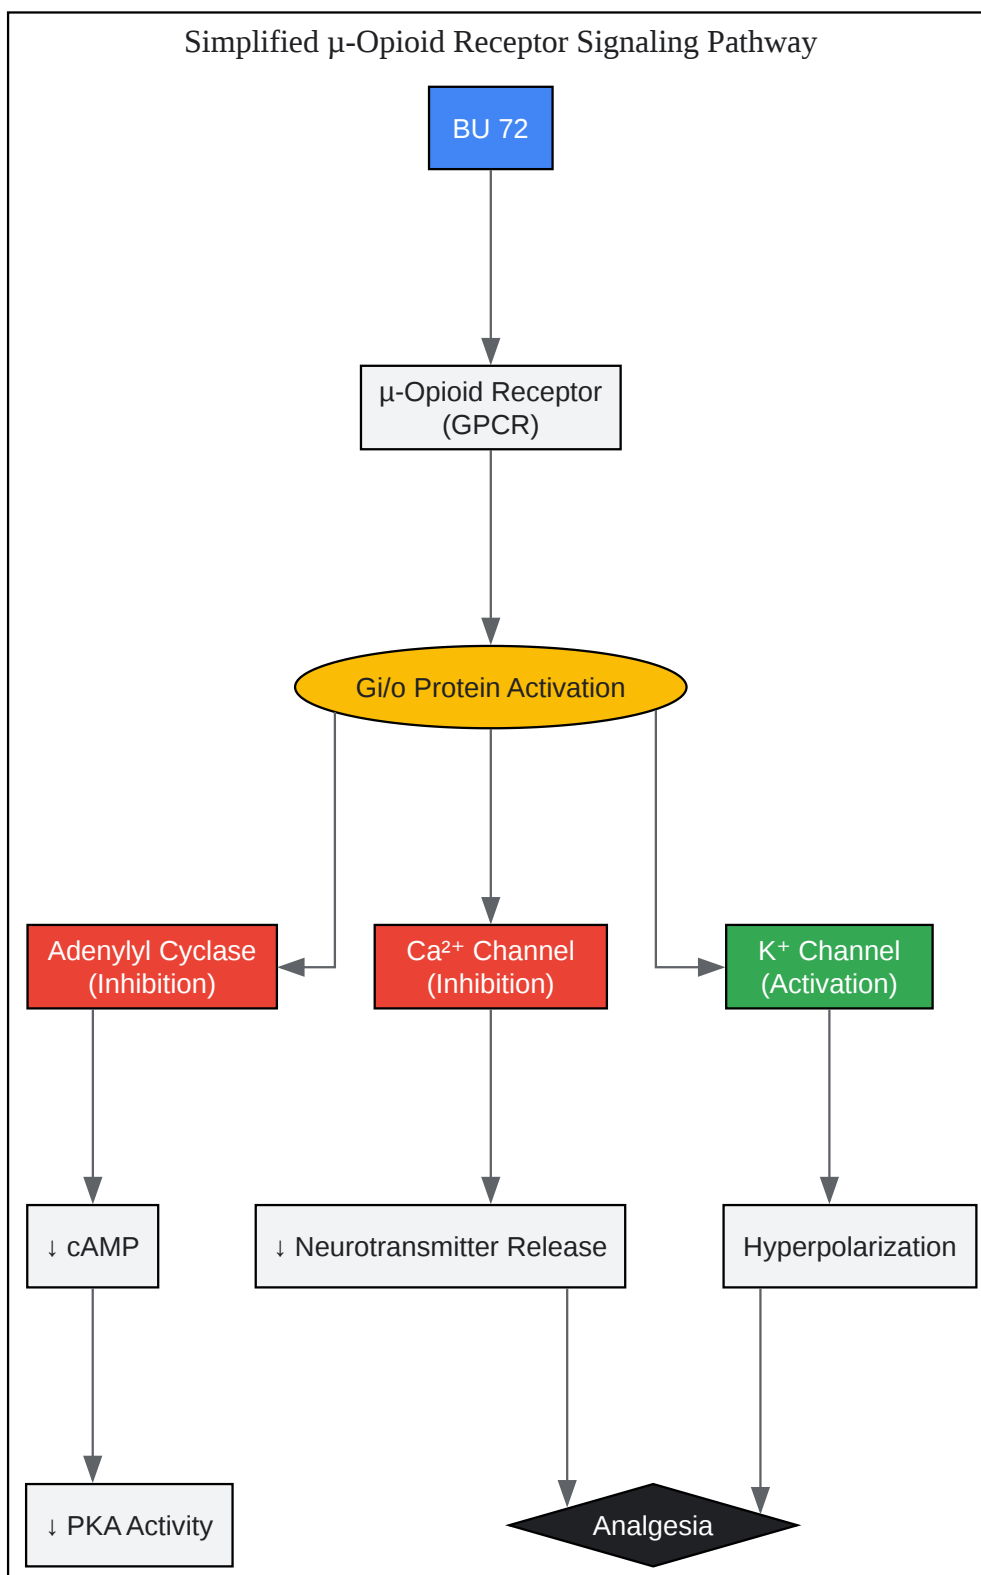 Simplified µ-Opioid Receptor Signaling Pathway
BU 72
µ-Opioid Receptor
(GPCR)
Gi/o Protein Activation
Adenylyl Cyclase
(Inhibition)
Ca²⁺ Channel
(Inhibition)
K⁺ Channel
(Activation)
↓ cAMP
↓ Neurotransmitter Release
Hyperpolarization
↓ PKA Activity
Analgesia